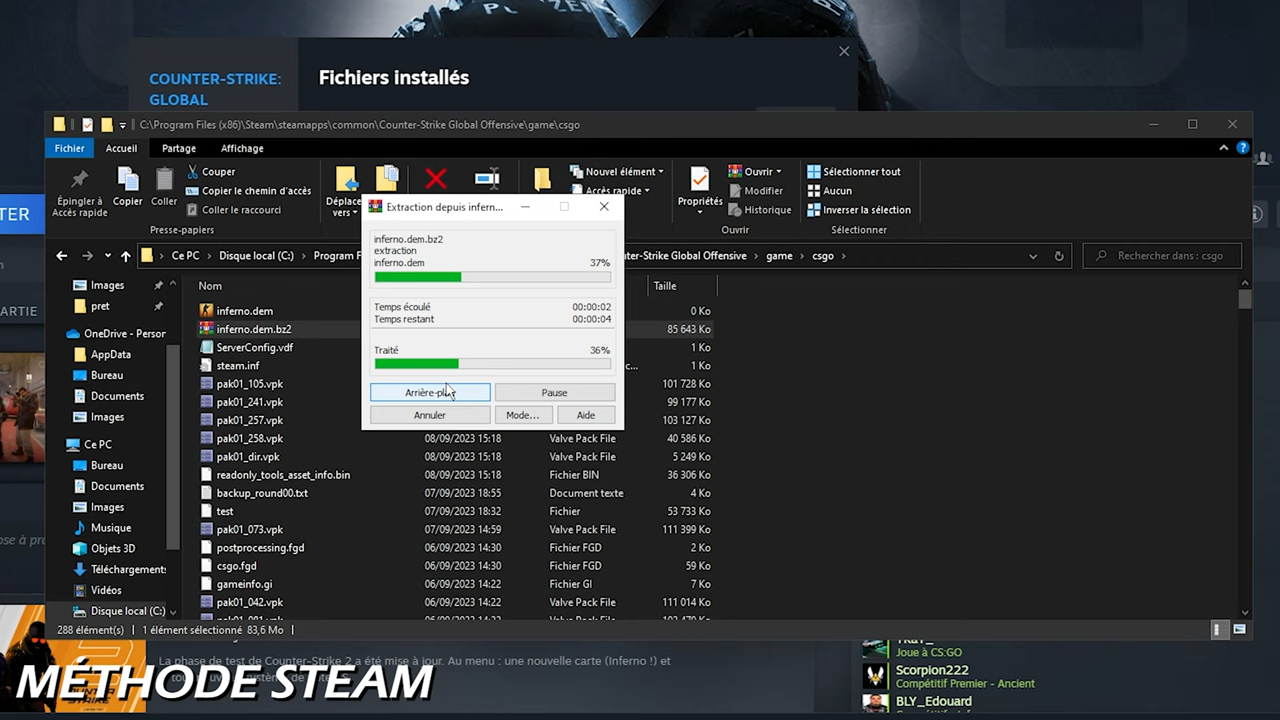 POLIZEI
COUNTER-STRIKE:
GLOBAL
Fichiers installés
C:\Program Files (x86)\Steam\steamapps\common\Counter-Strike Global Offensive\game\csgo
Fichier Accueil Partage Affichage
Épingler à
Accès rapide
Copier
Coller
Couper
Copier le chemin d'accès
Coller le raccourci
Presse-papiers
Déplacer
vers
Nouvel élément
Accès rapide
Propriétés
Ouvrir
Modifier
Historique
Ouvrir
Sélectionner tout
Aucun
Inverser la sélection
Sélectionner
Ce PC > Disque local (C:) > Program F
nter-Strike Global Offensive > game > csgo >
Rechercher dans : csgo
TER
PARTIE
Images
pret
OneDrive - Person
AppData
Bureau
Documents
Images
Ce PC
Bureau
Documents
Images
Musique
Objets 3D
Téléchargements
Vidéos
Disque local (C:)
Nom Taille
inferno.dem 0 Ko
inferno.dem.bz2 85 643 Ko
ServerConfig.vdf 1 Ko
steam.inf c... 1 Ko
pak01_105.vpk 101 728 Ko
pak01_241.vpk 99 177 Ko
pak01_257.vpk 103 127 Ko
pak01_258.vpk 08/09/2023 15:18 Valve Pack File 40 586 Ko
pak01_dir.vpk 08/09/2023 15:18 Valve Pack File 5 249 Ko
readonly_tools_asset_info.bin 08/09/2023 15:18 Fichier BIN 36 306 Ko
backup_round00.txt 07/09/2023 18:55 Document texte 4 Ko
test 07/09/2023 18:32 Fichier 53 733 Ko
pak01_073.vpk 07/09/2023 14:59 Valve Pack File 111 399 Ko
postprocessing.fgd 06/09/2023 14:30 Fichier FGD 2 Ko
csgo.fgd 06/09/2023 14:30 Fichier FGD 59 Ko
gameinfo.gi 06/09/2023 14:22 Fichier GI 7 Ko
pak01_042.vpk 06/09/2023 14:22 Valve Pack File 111 014 Ko
Extraction depuis infern...
inferno.dem.bz2
extraction
inferno.dem 37%
Temps écoulé 00:00:02
Temps restant 00:00:04
Traité 36%
Arrière-plan Pause
Annuler Mode... Aide
288 élément(s) 1 élément sélectionné 83,6 Mo
La phase de test de Counter-Strike 2 a été mise à jour. Au menu : une nouvelle carte (Inferno !) et
Joue à CS:GO
Scorpion222
Compétitif Premier - Ancient
BLY_Edouard
MÉTHODE STEAM